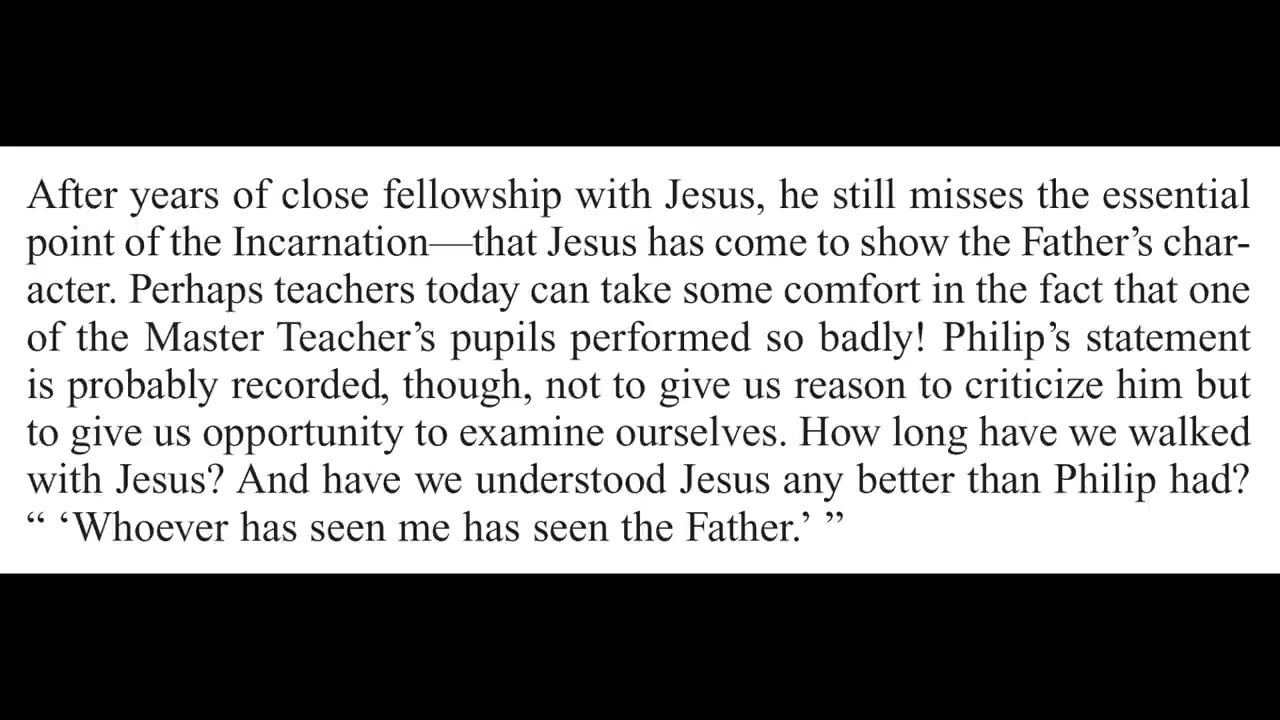 After years of close fellowship with Jesus, he still misses the essential
point of the Incarnation—that Jesus has come to show the Father’s char-
acter. Perhaps teachers today can take some comfort in the fact that one
of the Master Teacher’s pupils performed so badly! Philip’s statement
is probably recorded, though, not to give us reason to criticize him but
to give us opportunity to examine ourselves. How long have we walked
with Jesus? And have we understood Jesus any better than Philip had?
“ ‘Whoever has seen me has seen the Father.’ ”